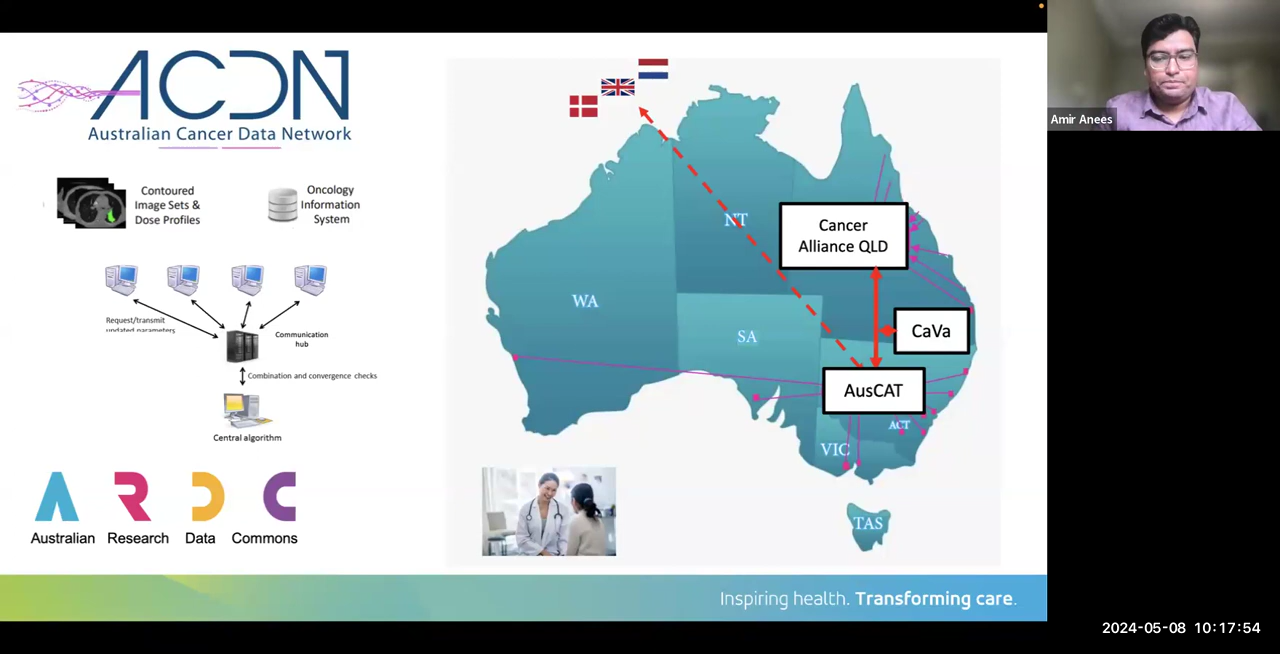 ACDN
Australian Cancer Data Network
Contoured
Image Sets &
Dose Profiles
Oncology
Information
System
Request/transmit
updated parameters
Communication
hub
Combination and convergence checks
Central algorithm
A R D C
Australian Research Data Commons
NT
WA
SA
Cancer
Alliance QLD
CaVa
AusCAT
ACT
VIC
TAS
Inspiring health. Transforming care.
Amir Anees
2024-05-08 10:17:54